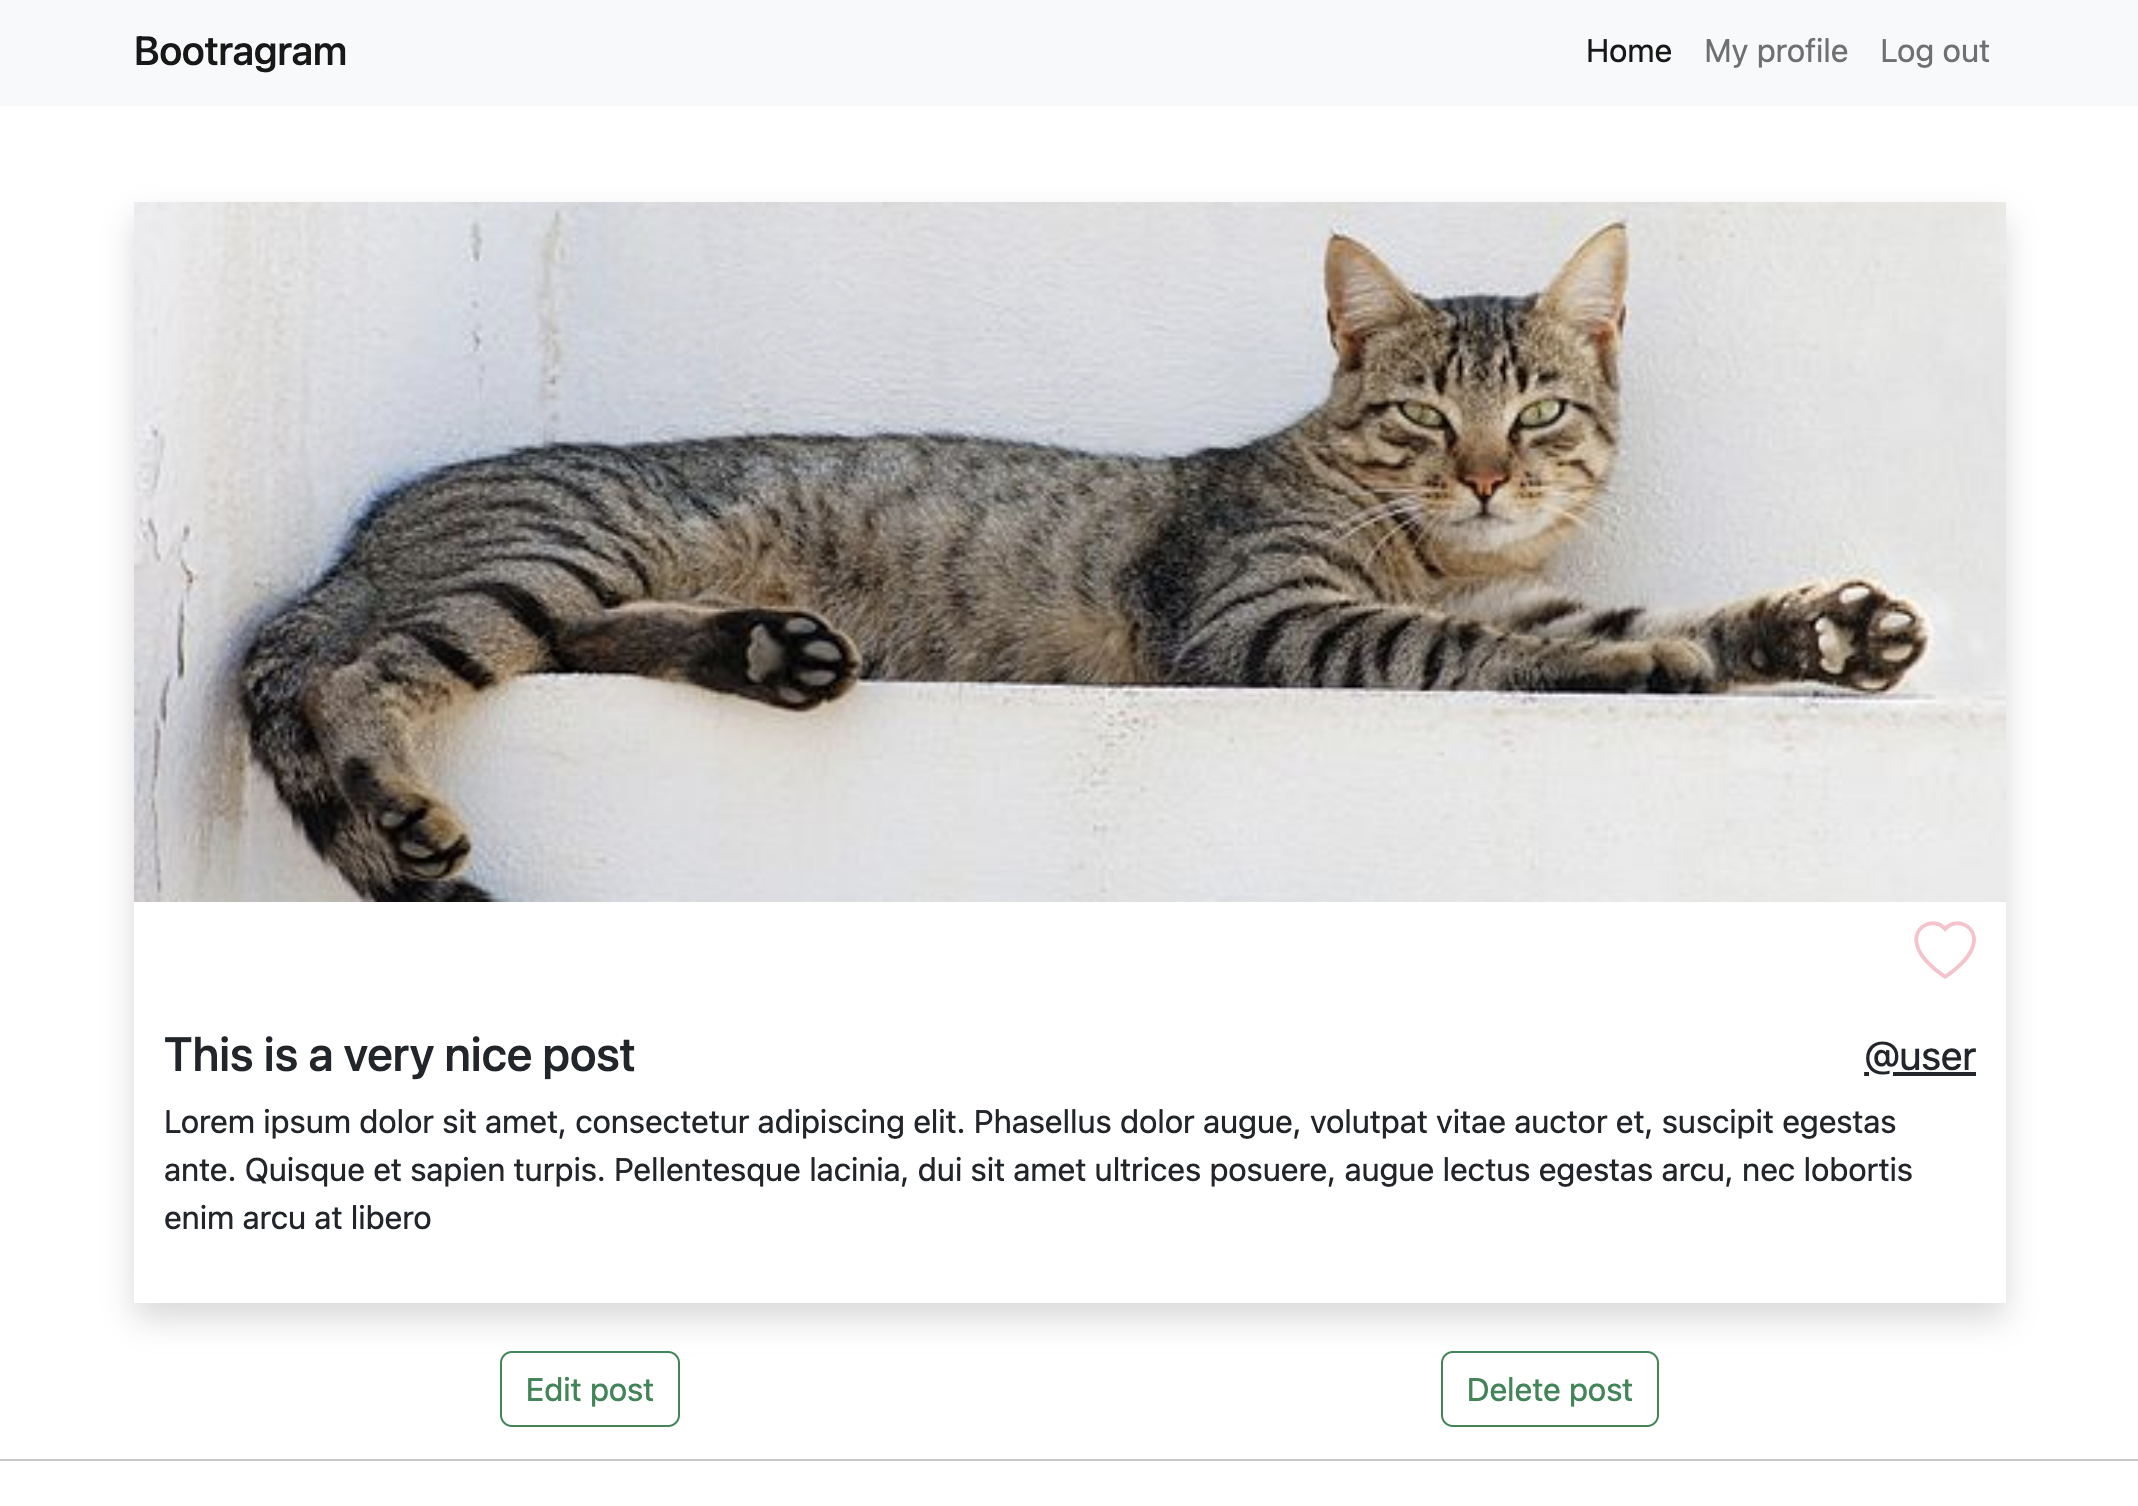 Bootragram
Home My profile Log out
This is a very nice post
@user
Lorem ipsum dolor sit amet, consectetur adipiscing elit. Phasellus dolor augue, volutpat vitae auctor et, suscipit egestas
ante. Quisque et sapien turpis. Pellentesque lacinia, dui sit amet ultrices posuere, augue lectus egestas arcu, nec lobortis
enim arcu at libero
Edit post
Delete post